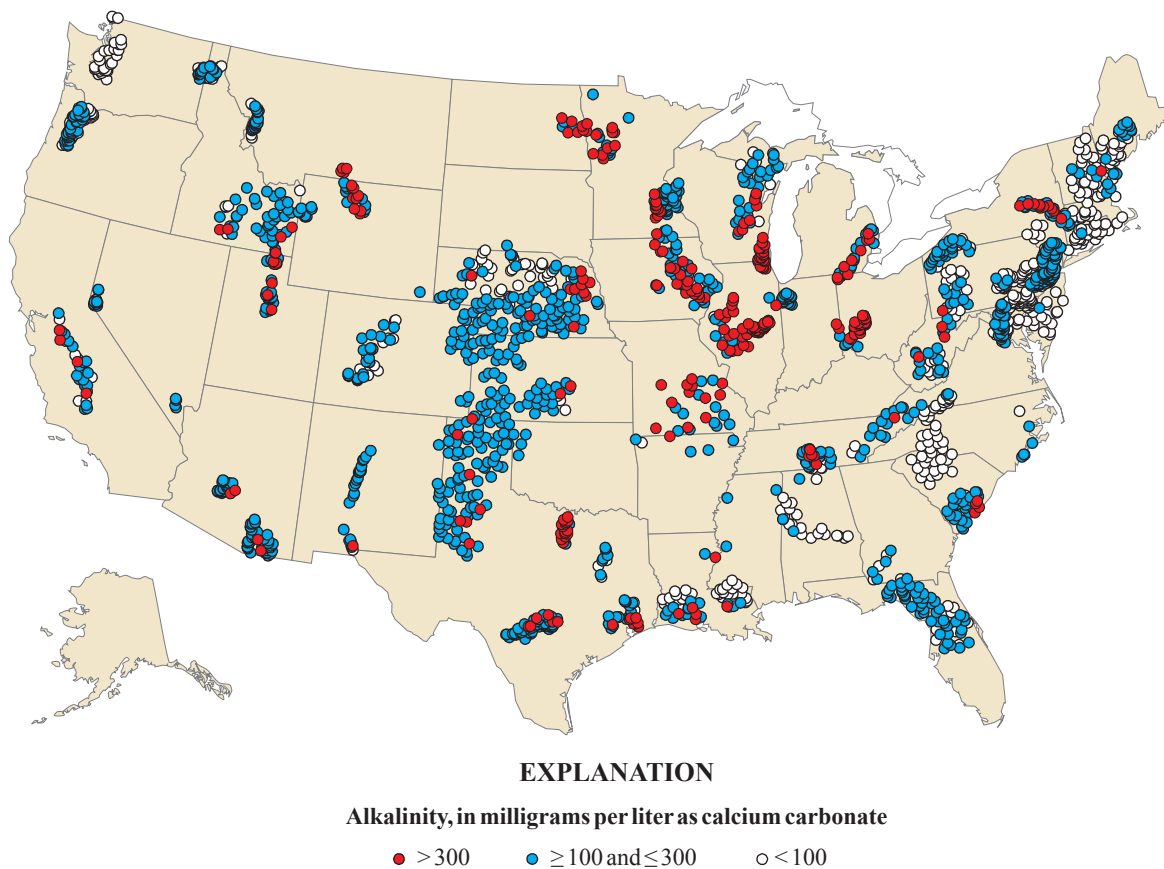 EXPLANATION
Alkalinity, in milligrams per liter as calcium carbonate
>300 ≥100 and ≤300 <100